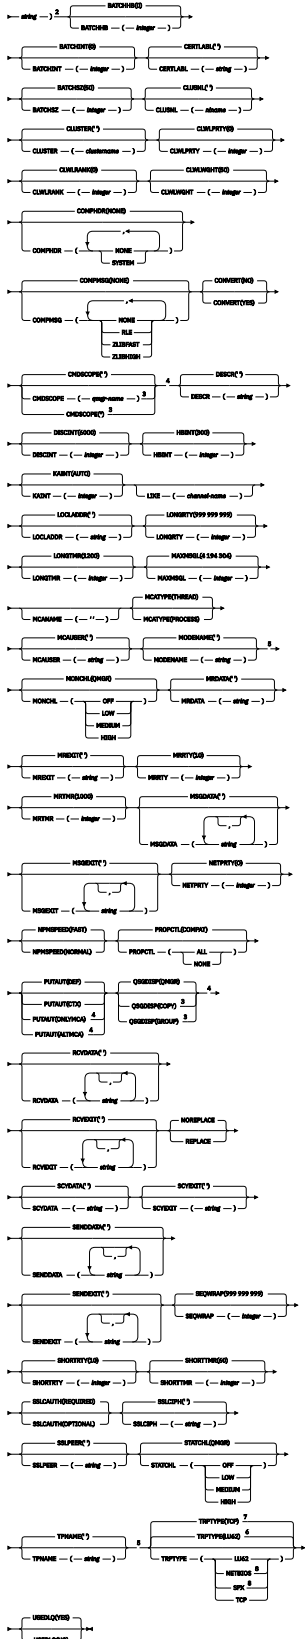 BATCHHB(0)
string — ) 2 BATCHHB — ( — integer — )
BATCHINT(0) CERTLABL(' ')
BATCHINT — ( — integer — ) CERTLABL — ( — string — )
BATCHSZ(50) CLUSNL(' ')
BATCHSZ — ( — integer — ) CLUSNL — ( — nlname — )
CLUSTER(' ') CLWLPRTY(0)
CLUSTER — ( — clustername — ) CLWLPRTY — ( — integer — )
CLWLRANK(0) CLWLWGHT(50)
CLWLRANK — ( — integer — ) CLWLWGHT — ( — integer — )
COMPHDR(NONE)
,
COMPHDR — ( NONE )
SYSTEM
COMPMSG(NONE) CONVERT(NO)
, CONVERT(YES)
COMPMSG — ( NONE )
RLE
ZLIBFAST
ZLIBHIGH
CMDSCOPE(' ') 4 DESCR(' ')
CMDSCOPE — ( — qmgr-name — ) 3 DESCR — ( — string — )
CMDSCOPE(*) 3
DISCINT(6000) HBINT(300)
DISCINT — ( — integer — ) HBINT — ( — integer — )
KAINT(AUTO)
KAINT — ( — integer — ) LIKE — ( — channel-name — )
LOCLADDR(' ') LONGRTY(999 999 999)
LOCLADDR — ( — string — ) LONGRTY — ( — integer — )
LONGTMR(1200) MAXMSGL(4 194 304)
LONGTMR — ( — integer — ) MAXMSGL — ( — integer — )
MCATYPE(THREAD)
MCANAME — ( — ' ' — ) MCATYPE(PROCESS)
MCAUSER(' ') MODENAME(' ') 5
MCAUSER — ( — string — ) MODENAME — ( — string — )
MONCHL(QMGR) MRDATA(' ')
MONCHL — ( OFF ) MRDATA — ( — string — )
LOW
MEDIUM
HIGH
MREXIT(' ') MRRTY(10)
MREXIT — ( — string — ) MRRTY — ( — integer — )
MRTMR(1000) MSGDATA(' ')
MRTMR — ( — integer — ) ,
MSGDATA — ( string )
MSGEXIT(' ') NETPRTY(0)
, NETPRTY — ( — integer — )
MSGEXIT — ( string )
NPMSPEED(FAST) PROPCTL(COMPAT)
NPMSPEED(NORMAL) PROPCTL — ( ALL )
NONE
PUTAUT(DEF) QSGDISP(QMGR) 4
PUTAUT(CTX) QSGDISP(COPY) 3
PUTAUT(ONLYMCA) 4 QSGDISP(GROUP) 3
PUTAUT(ALTMCA) 4
RCVDATA(' ')
,
RCVDATA — ( string )
RCVEXIT(' ') NOREPLACE
, REPLACE
RCVEXIT — ( string )
SCYDATA(' ') SCYEXIT(' ')
SCYDATA — ( — string — ) SCYEXIT — ( — string — )
SENDDATA(' ')
,
SENDDATA — ( string )
SENDEXIT(' ') SEQWRAP(999 999 999)
, SEQWRAP — ( — integer — )
SENDEXIT — ( string )
SHORTRTY(10) SHORTTMR(60)
SHORTRTY — ( — integer — ) SHORTTMR — ( — integer — )
SSLCAUTH(REQUIRED) SSLCIPH(' ')
SSLCAUTH(OPTIONAL) SSLCIPH — ( — string — )
SSLPEER(' ') STATCHL(QMGR)
SSLPEER — ( — string — ) STATCHL — ( OFF )
LOW
MEDIUM
HIGH
TRPTYPE(TCP) 7
TPNAME(' ') TRPTYPE(LU62) 6
TPNAME — ( — string — ) 5 TRPTYPE — ( LU62 )
NETBIOS 8
SPX 8
TCP
USEDLQ(YES)